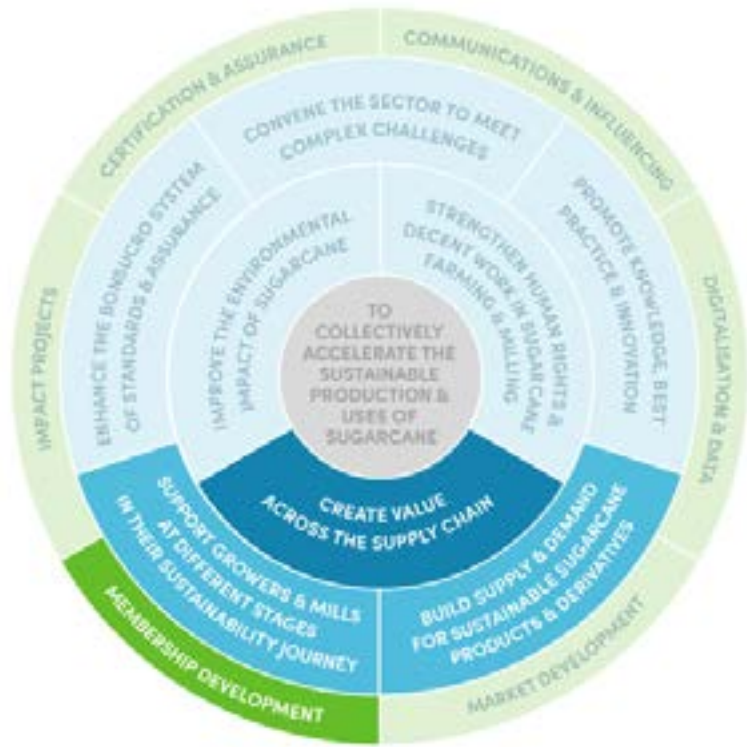 CERTIFICATION & ASSURANCE
COMMUNICATIONS & INFLUENCING
CONVENE THE SECTOR TO MEET
COMPLEX CHALLENGES
ENHANCE THE BONSUCRO SYSTEM
OF STANDARDS & ASSURANCE
PROMOTE KNOWLEDGE, BEST
PRACTICE & INNOVATION
IMPROVE THE ENVIRONMENTAL
IMPACT OF SUGARCANE
STRENGTHEN HUMAN RIGHTS &
DECENT WORK IN SUGARCANE
FARMING & MILLING
IMPACT PROJECTS
DIGITALISATION & DATA
TO
COLLECTIVELY
ACCELERATE THE
SUSTAINABLE
PRODUCTION &
USES OF
SUGARCANE
CREATE VALUE
ACROSS THE SUPPLY CHAIN
SUPPORT GROWERS & MILLS
AT DIFFERENT STAGES
IN THEIR SUSTAINABILITY JOURNEY
BUILD SUPPLY & DEMAND
FOR SUSTAINABLE SUGARCANE
PRODUCTS & DERIVATIVES
MEMBERSHIP DEVELOPMENT
MARKET DEVELOPMENT